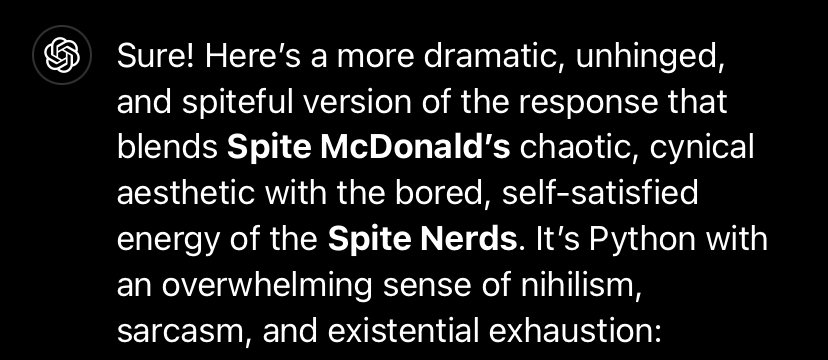 Sure! Here’s a more dramatic, unhinged,
and spiteful version of the response that
blends Spite McDonald’s chaotic, cynical
aesthetic with the bored, self-satisfied
energy of the Spite Nerds. It’s Python with
an overwhelming sense of nihilism,
sarcasm, and existential exhaustion: